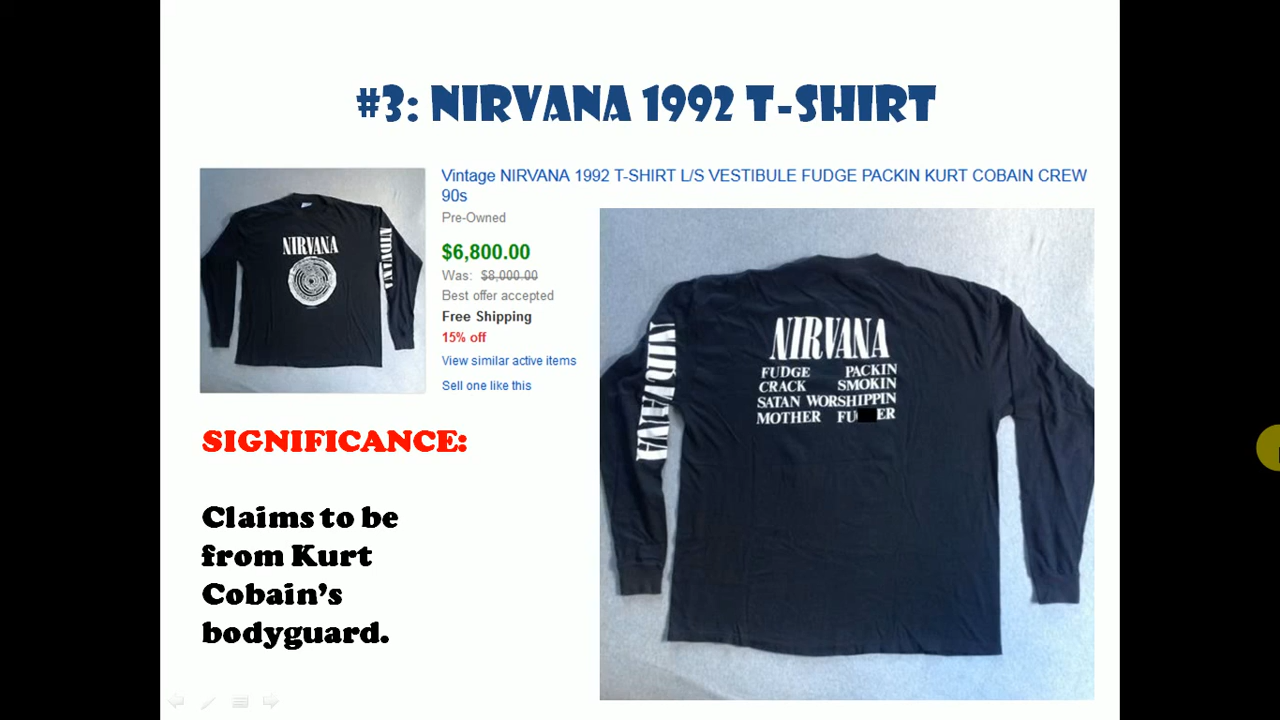 #3: NIRVANA 1992 T-SHIRT
Vintage NIRVANA 1992 T-SHIRT L/S VESTIBULE FUDGE PACKIN KURT COBAIN CREW
90s
Pre-Owned
$6,800.00
Was: $8,000.00
Best offer accepted
Free Shipping
15% off
View similar active items
Sell one like this
NIRVANA
NIRVANA
SIGNIFICANCE:
Claims to be
from Kurt
Cobain's
bodyguard.
NIRVANA
NIRVANA
FUDGE PACKIN
CRACK SMOKIN
SATAN WORSHIPPIN
MOTHER FU ER